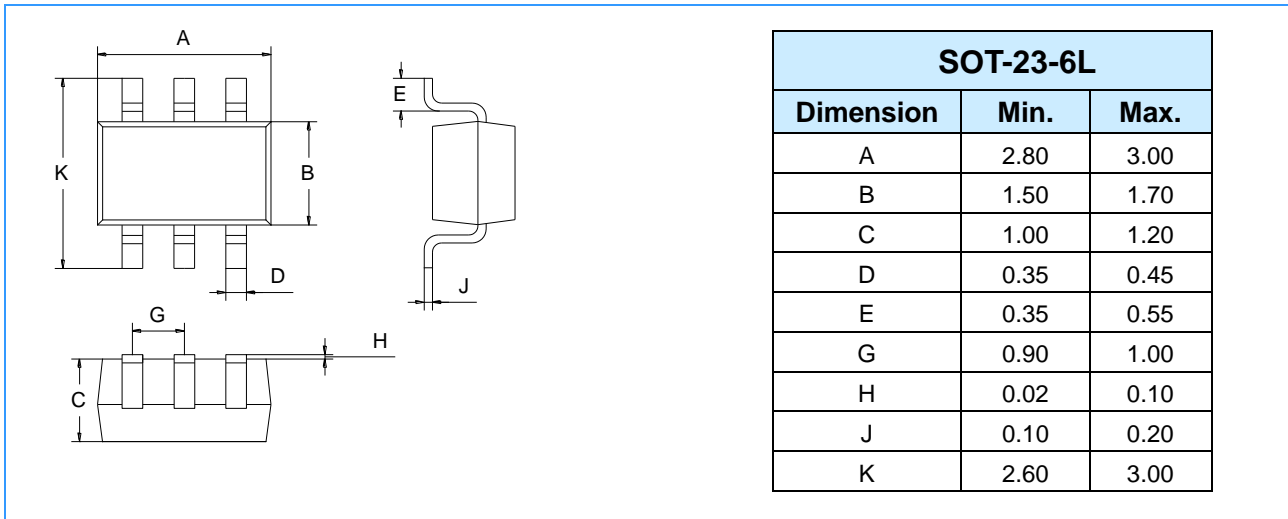 A
K
B
D
E
J
G
H
C
SOT-23-6L
Dimension Min. Max.
A 2.80 3.00
B 1.50 1.70
C 1.00 1.20
D 0.35 0.45
E 0.35 0.55
G 0.90 1.00
H 0.02 0.10
J 0.10 0.20
K 2.60 3.00